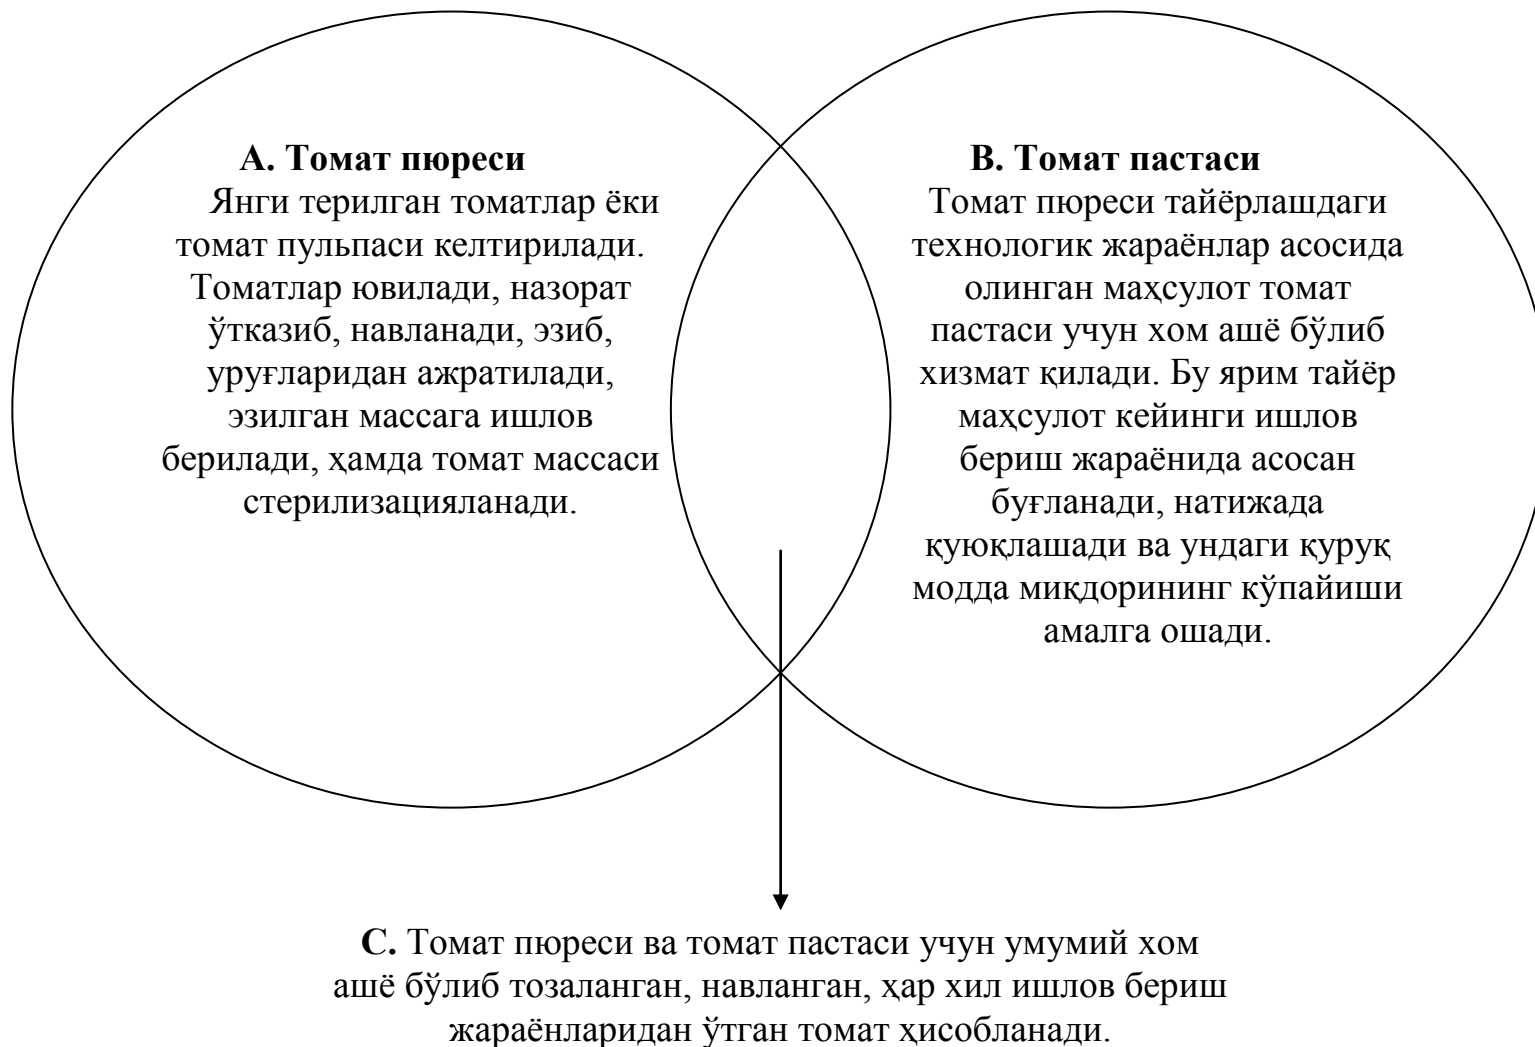 А. Томат пюреси
Янги терилган томатлар ёки
томат пульпаси келтирилади.
Томатлар ювилади, назорат
ўтказиб, навланади, эзиб,
уруғларидан ажратилади,
эзилган массага ишлов
берилади, ҳамда томат массаси
стерилизацияланади.
В. Томат пастаси
Томат пюреси тайёрлашдаги
технологик жараёнлар асосида
олинган маҳсулот томат
пастаси учун хом ашё бўлиб
хизмат қилади. Бу ярим тайёр
маҳсулот кейинги ишлов
бериш жараёнида асосан
буғланади, натижада
қуюқлашади ва ундаги қуруқ
модда миқдорининг кўпайиши
амалга ошади.
С. Томат пюреси ва томат пастаси учун умумий хом
ашё бўлиб тозаланган, навланган, ҳар хил ишлов бериш
жараёнларидан ўтган томат ҳисобланади.